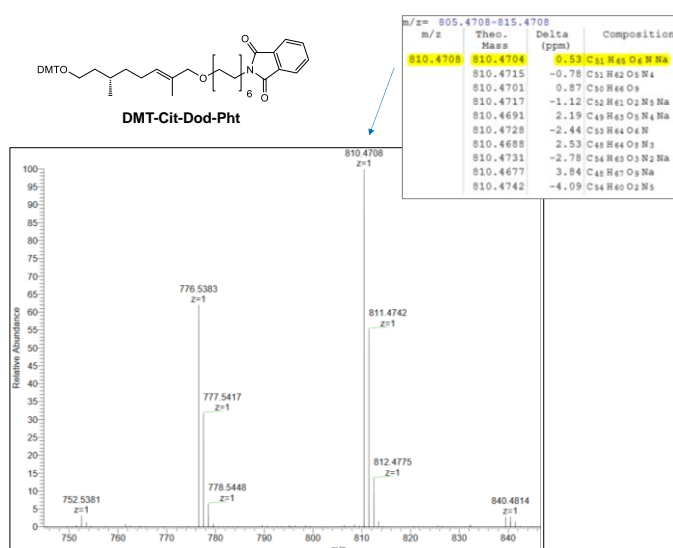 m/z= 805.4708-815.4708
m/z Theo. Mass Delta (ppm) Composition
810.4708 810.4704 0.53 C51 H65 O6 N Na
810.4715 -0.78 C51 H62 O5 N4
810.4701 0.87 C50 H66 O9
810.4717 -1.12 C52 H61 O2 N5 Na
810.4691 2.19 C49 H63 O5 N4 Na
810.4728 -2.44 C53 H64 O6 N
810.4688 2.53 C48 H64 O8 N3
810.4731 -2.78 C54 H63 O3 N2 Na
810.4677 3.84 C48 H67 O9 Na
810.4742 -4.09 C54 H60 O2 N5
DMTO
O
O
N
O
6
DMT-Cit-Dod-Pht
Relative Abundance
100
95
90
85
80
75
70
65
60
55
50
45
40
35
30
25
20
15
10
5
0
810.4708
z=1
776.5383
z=1
811.4742
z=1
777.5417
z=1
812.4775
z=1
778.5448
z=1
752.5381
z=1
840.4814
z=1
750 760 770 780 790 800 810 820 830 840